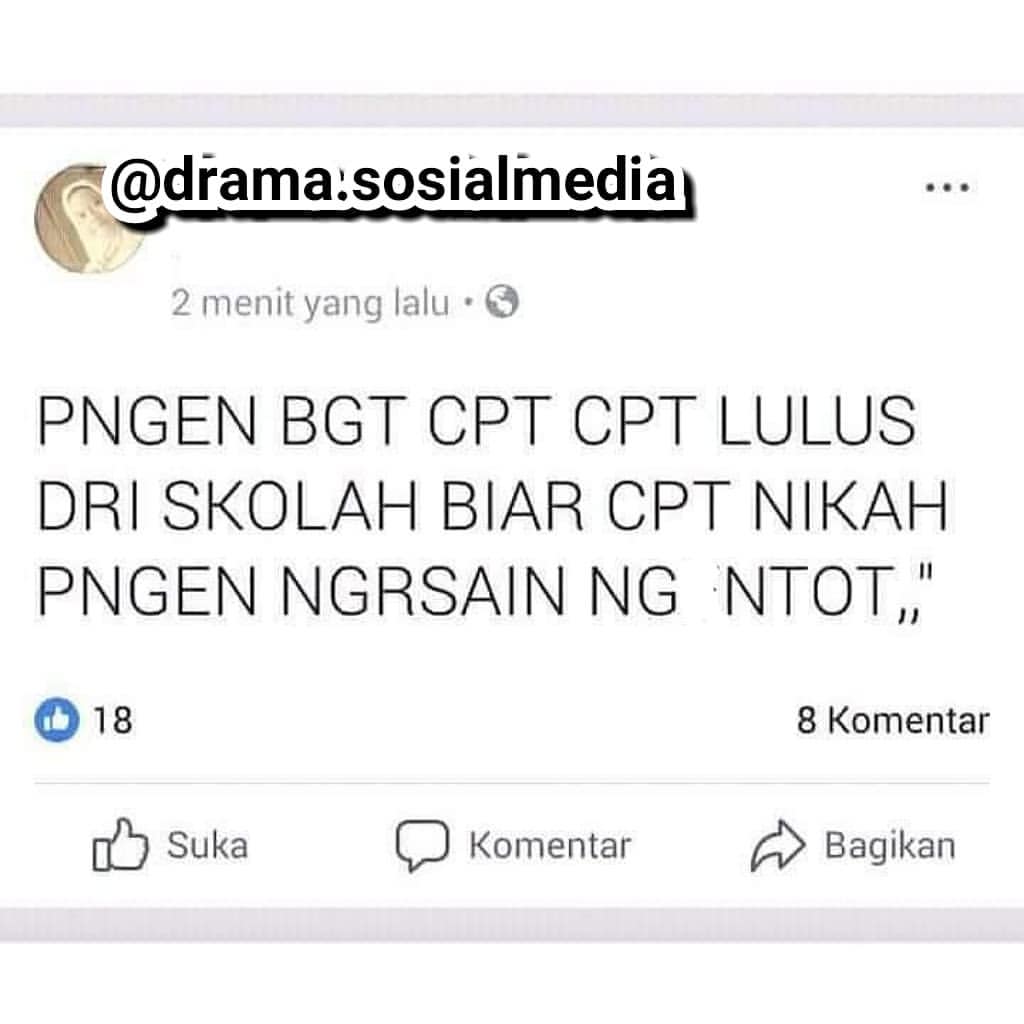 @drama.sosialmedia
2 menit yang lalu
PNGEN BGT CPT CPT LULUS
DRI SKOLAH BIAR CPT NIKAH
PNGEN NGRSAIN NG NTOT,,"
18
8 Komentar
Suka
Komentar
Bagikan